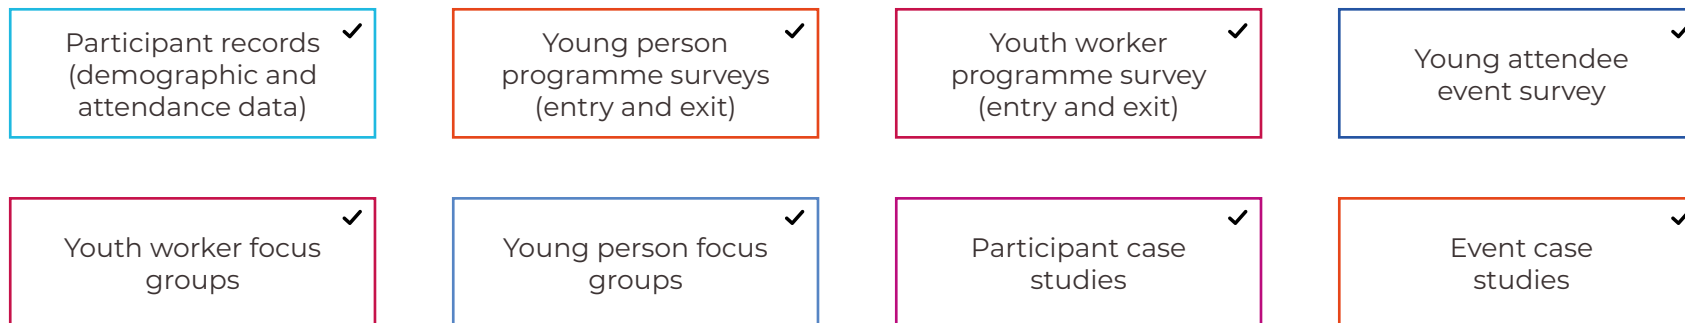 Participant records
(demographic and
attendance data)
Young person
programme surveys
(entry and exit)
Youth worker
programme survey
(entry and exit)
Young attendee
event survey
Youth worker focus
groups
Young person focus
groups
Participant case
studies
Event case
studies